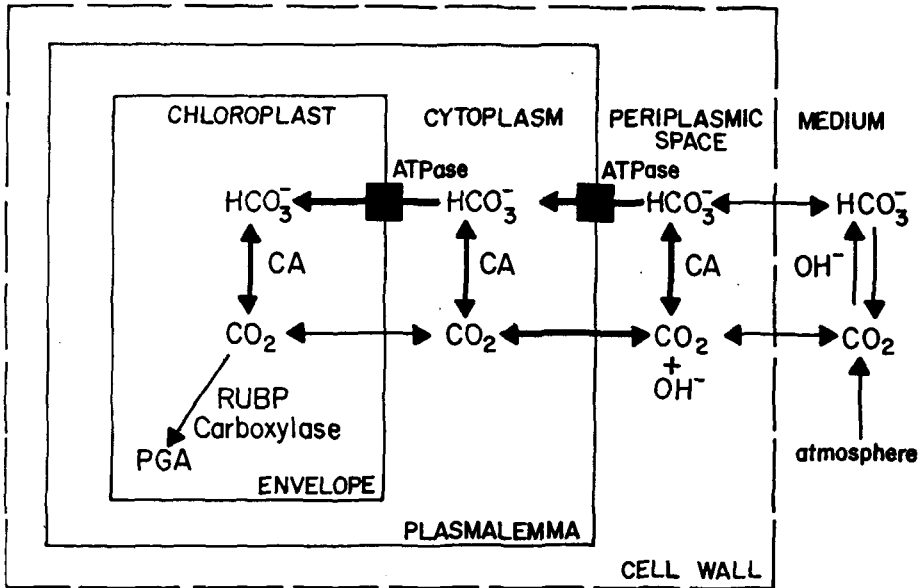 CHLOROPLAST
CYTOPLASM
PERIPLASMIC
SPACE
MEDIUM
ATPase
ATPase
HCO₃⁻
HCO₃⁻
HCO₃⁻
HCO₃⁻
CA
CA
CA
OH⁻
CO₂
CO₂
CO₂
+
OH⁻
CO₂
RUBP
Carboxylase
PGA
atmosphere
ENVELOPE
PLASMALEMMA
CELL WALL